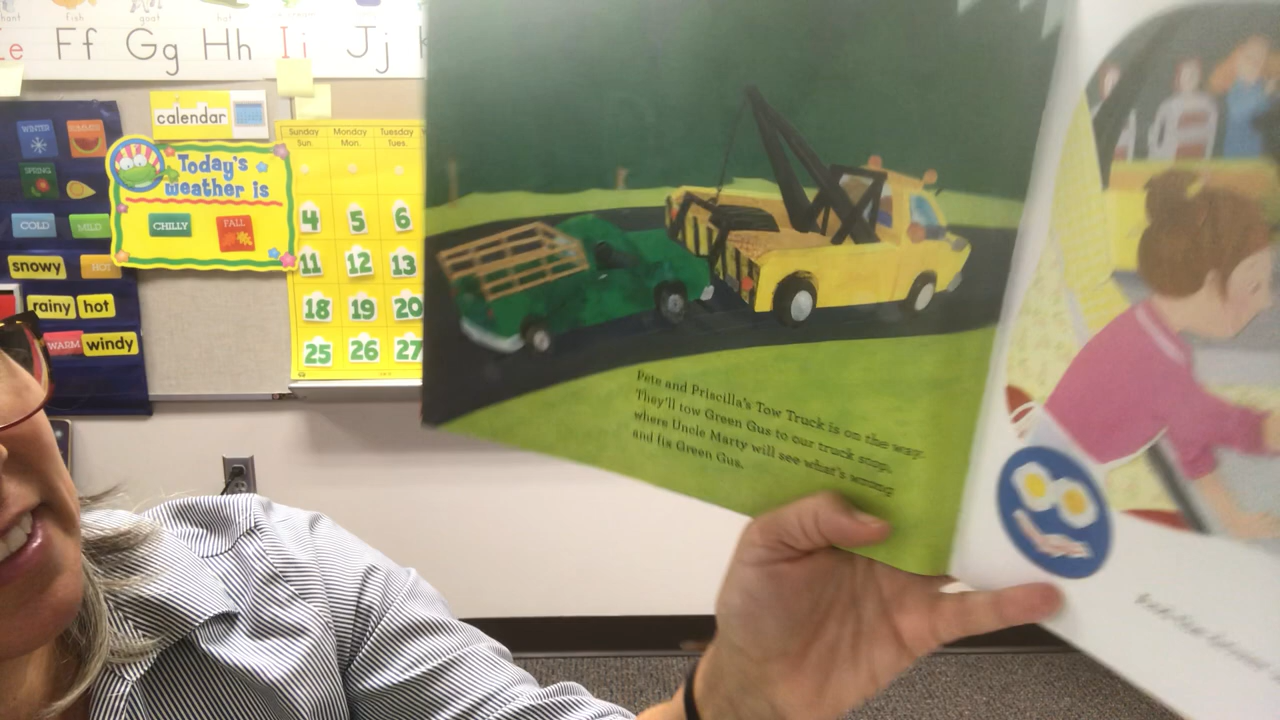 fish goat hat
Ff Gg Hh Ii Jj
calendar
Sunday Monday Tuesday
Sun. Mon. Tues.
WINTER SUMMER
SPRING
Today's
weather is
CHILLY FALL
COLD MILD
snowy HOT
rainy hot
WARM windy
4 5 6
11 12 13
18 19 20
25 26 27
Pete and Priscilla's Tow Truck is on the way.
They'll tow Green Gus to our truck stop,
where Uncle Marty will see what's wrong
and fix Green Gus.